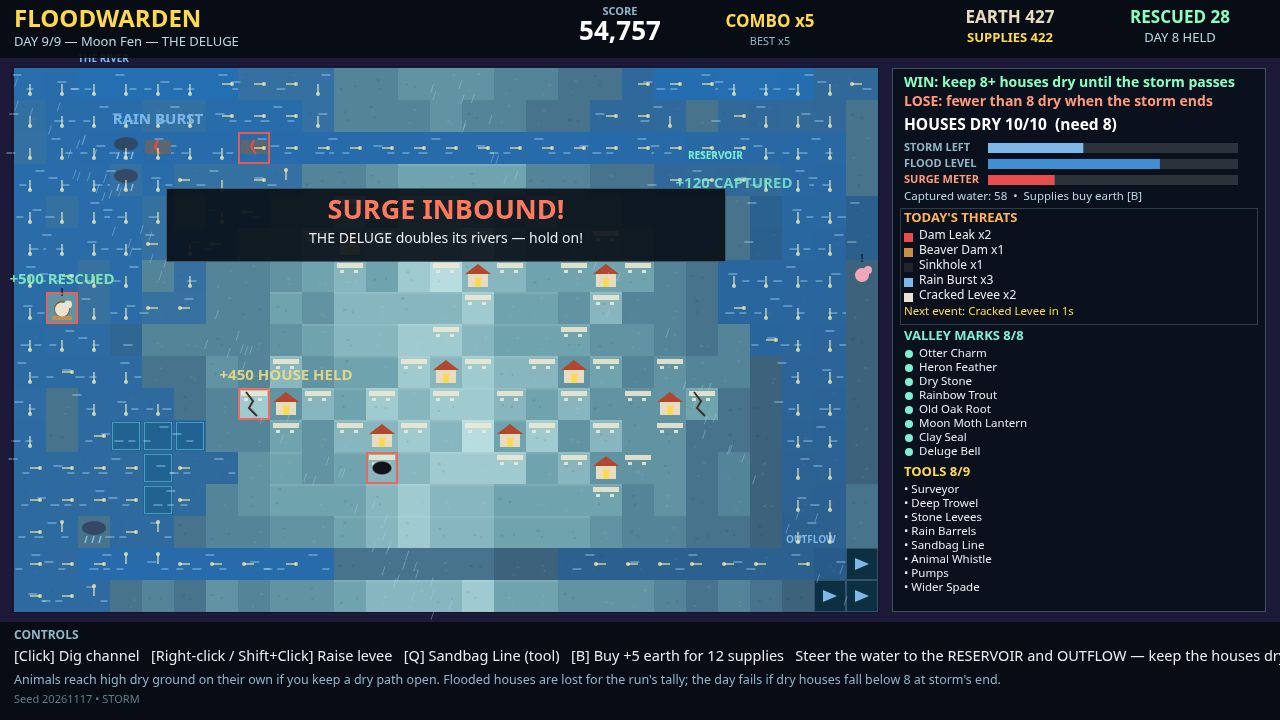 FLOODWARDEN
DAY 9/9 — Moon Fen — THE DELUGE
SCORE
54,757
COMBO x5
BEST x5
EARTH 427
SUPPLIES 422
RESCUED 28
DAY 8 HELD
THE RIVER
RAIN BURST
RESERVOIR
+120 CAPTURED
SURGE INBOUND!
THE DELUGE doubles its rivers — hold on!
+500 RESCUED
!
!
+450 HOUSE HELD
OUTFLOW
WIN: keep 8+ houses dry until the storm passes
LOSE: fewer than 8 dry when the storm ends
HOUSES DRY 10/10 (need 8)
STORM LEFT
FLOOD LEVEL
SURGE METER
Captured water: 58 • Supplies buy earth [B]
TODAY'S THREATS
Dam Leak x2
Beaver Dam x1
Sinkhole x1
Rain Burst x3
Cracked Levee x2
Next event: Cracked Levee in 1s
VALLEY MARKS 8/8
Otter Charm
Heron Feather
Dry Stone
Rainbow Trout
Old Oak Root
Moon Moth Lantern
Clay Seal
Deluge Bell
TOOLS 8/9
• Surveyor
• Deep Trowel
• Stone Levees
• Rain Barrels
• Sandbag Line
• Animal Whistle
• Pumps
• Wider Spade
CONTROLS
[Click] Dig channel [Right-click / Shift+Click] Raise levee [Q] Sandbag Line (tool) [B] Buy +5 earth for 12 supplies Steer the water to the RESERVOIR and OUTFLOW — keep the houses dry
Animals reach high dry ground on their own if you keep a dry path open. Flooded houses are lost for the run's tally; the day fails if dry houses fall below 8 at storm's end.
Seed 20261117 • STORM